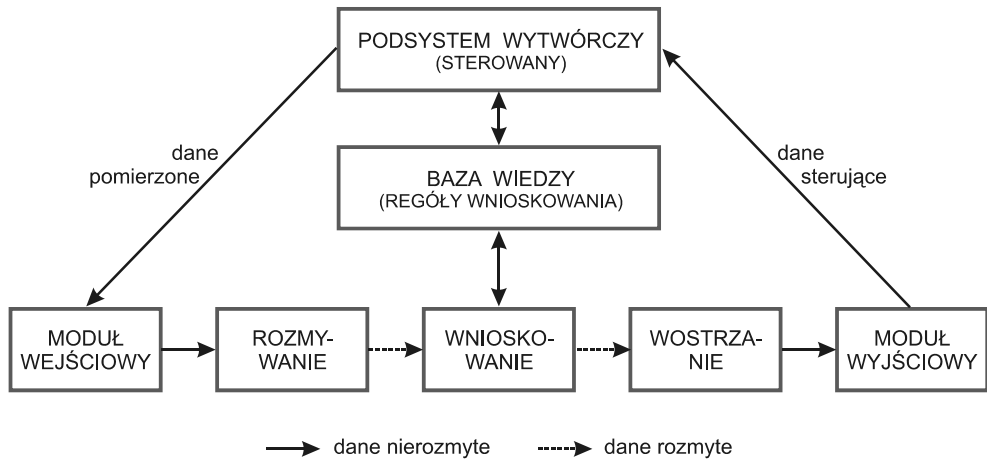 PODSYSTEM WYTWÓRCZY
(STEROWANY)
dane
pomierzone
dane
sterujące
BAZA WIEDZY
(REGÓŁY WNIOSKOWANIA)
MODUŁ
WEJŚCIOWY
ROZMY-
WANIE
WNIOSKO-
WANIE
WOSTRZA-
NIE
MODUŁ
WYJŚCIOWY
dane nierozmyte
dane rozmyte